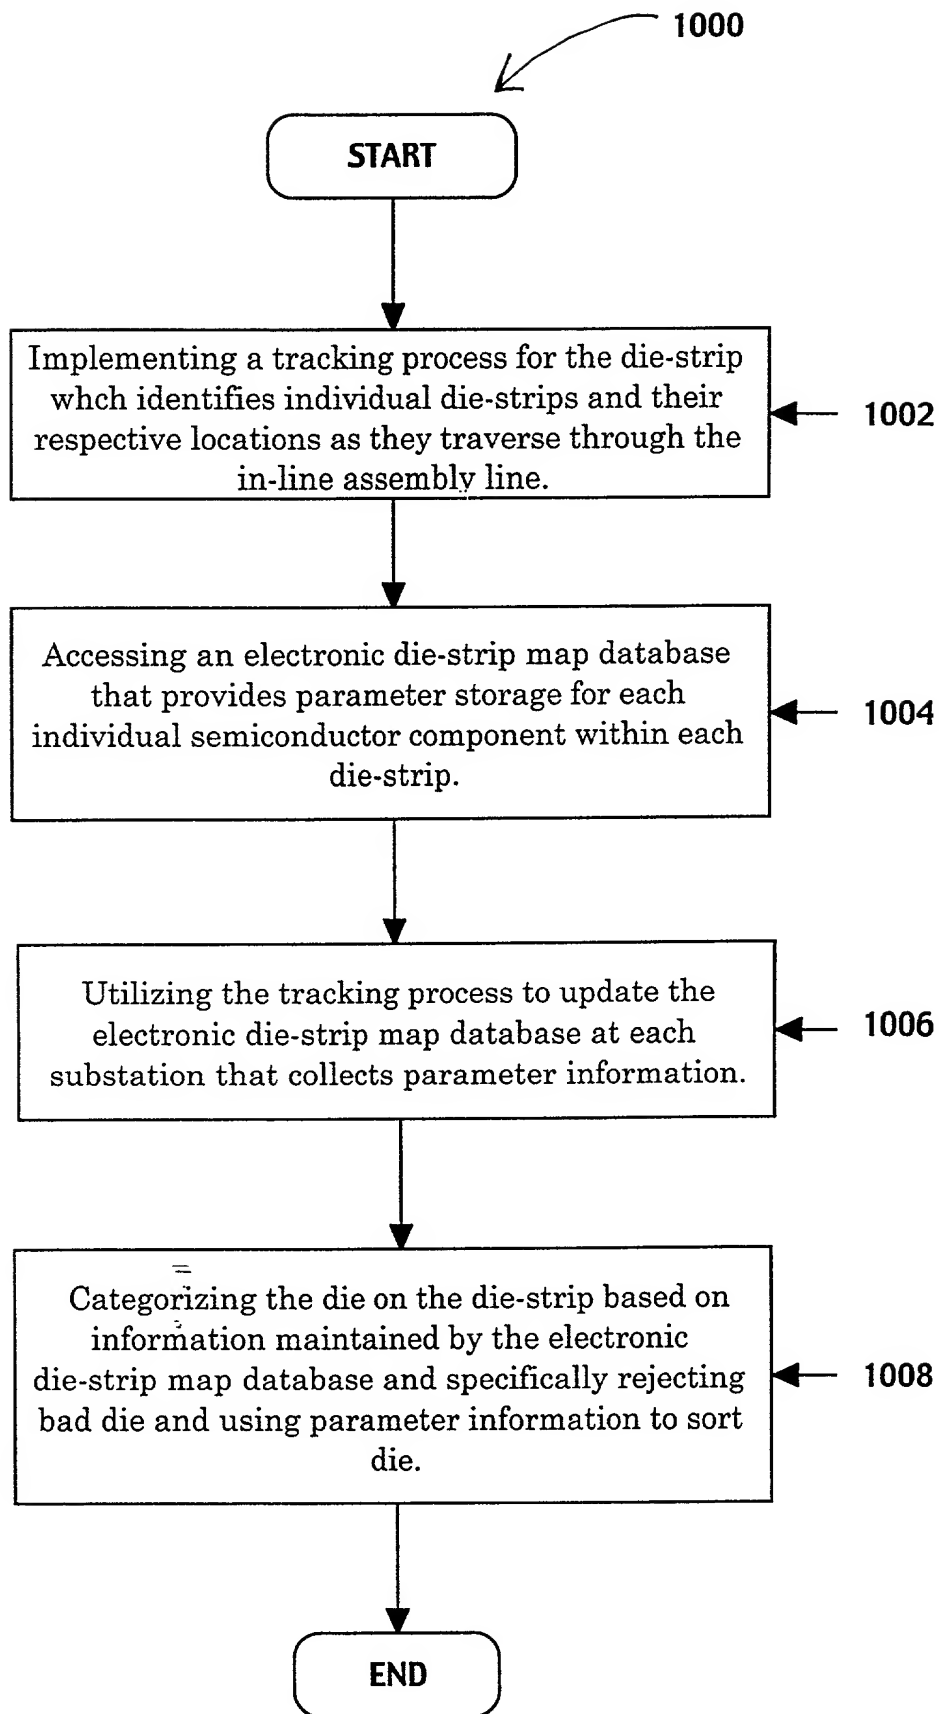 1000
START
Implementing a tracking process for the die-strip
whch identifies individual die-strips and their
respective locations as they traverse through the
in-line assembly line.
1002
Accessing an electronic die-strip map database
that provides parameter storage for each
individual semiconductor component within each
die-strip.
1004
Utilizing the tracking process to update the
electronic die-strip map database at each
substation that collects parameter information.
1006
Categorizing the die on the die-strip based on
information maintained by the electronic
die-strip map database and specifically rejecting
bad die and using parameter information to sort
die.
1008
END